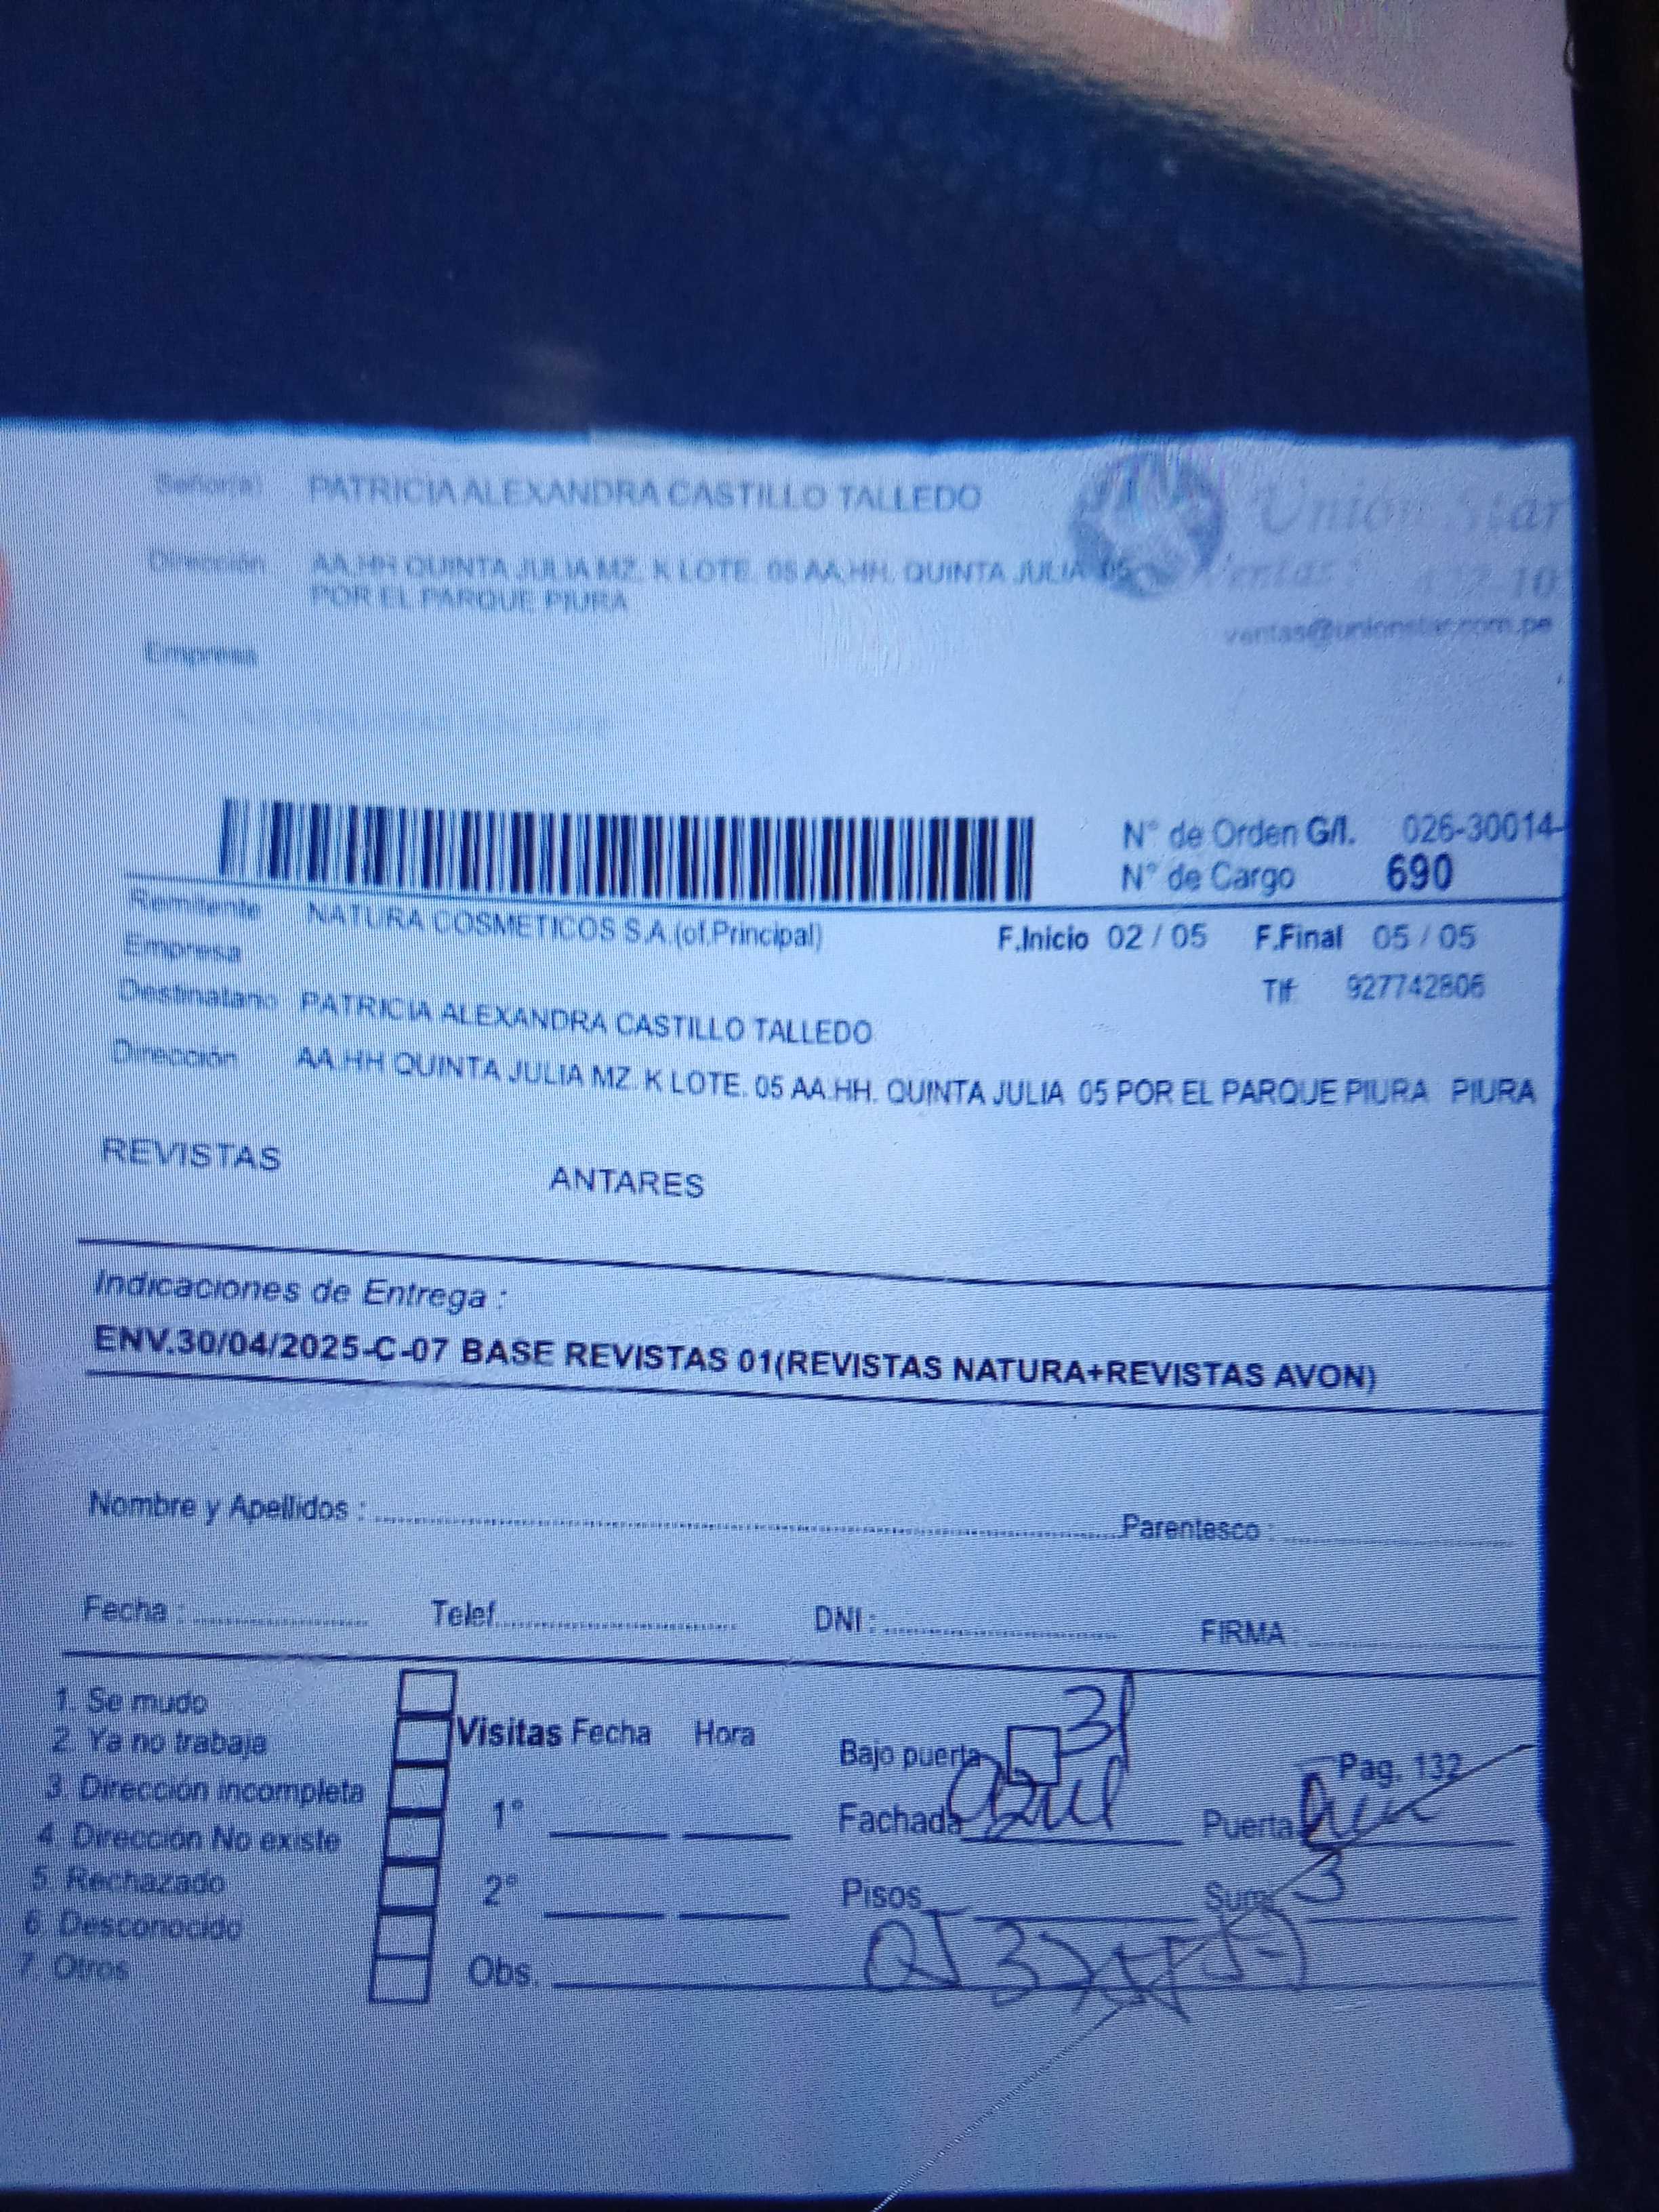 Señor(a) PATRICIA ALEXANDRA CASTILLO TALLEDO
Union Star
Dirección AA.HH QUINTA JULIA MZ. K LOTE. 05 AA.HH. QUINTA JULIA 05
POR EL PARQUE PIURA
Ventas
ventas@unionstar.com.pe
Empresa
N° de Orden G/I. 026-30014-
N° de Cargo 690
Remitente NATURA COSMETICOS S.A.(of.Principal)
F.Inicio 02 / 05 F.Final 05 / 05
Empresa
Tlf 927742806
Destinatario PATRICIA ALEXANDRA CASTILLO TALLEDO
Dirección AA.HH QUINTA JULIA MZ. K LOTE. 05 AA.HH. QUINTA JULIA 05 POR EL PARQUE PIURA PIURA
REVISTAS ANTARES
Indicaciones de Entrega :
ENV.30/04/2025-C-07 BASE REVISTAS 01(REVISTAS NATURA+REVISTAS AVON)
Nombre y Apellidos : Parentesco :
Fecha : Telef. DNI : FIRMA
1. Se mudo
2. Ya no trabaja
3. Dirección incompleta
4. Dirección No existe
5. Rechazado
6. Desconocido
7. Otros
Visitas Fecha Hora
1°
2°
Obs.
Bajo puerta
Pag. 132
Fachada Puerta
Pisos Sum. 3